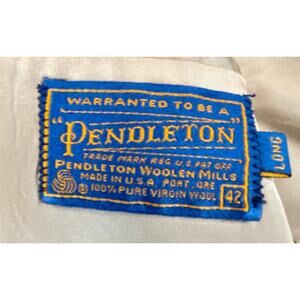 WARRANTED TO BE A
"PENDLETON"
TRADE MARK REG. U.S. PAT. OFF.
PENDLETON WOOLEN MILLS
MADE IN U.S.A. PORT., ORE
100% PURE VIRGIN WOOL
42
LONG